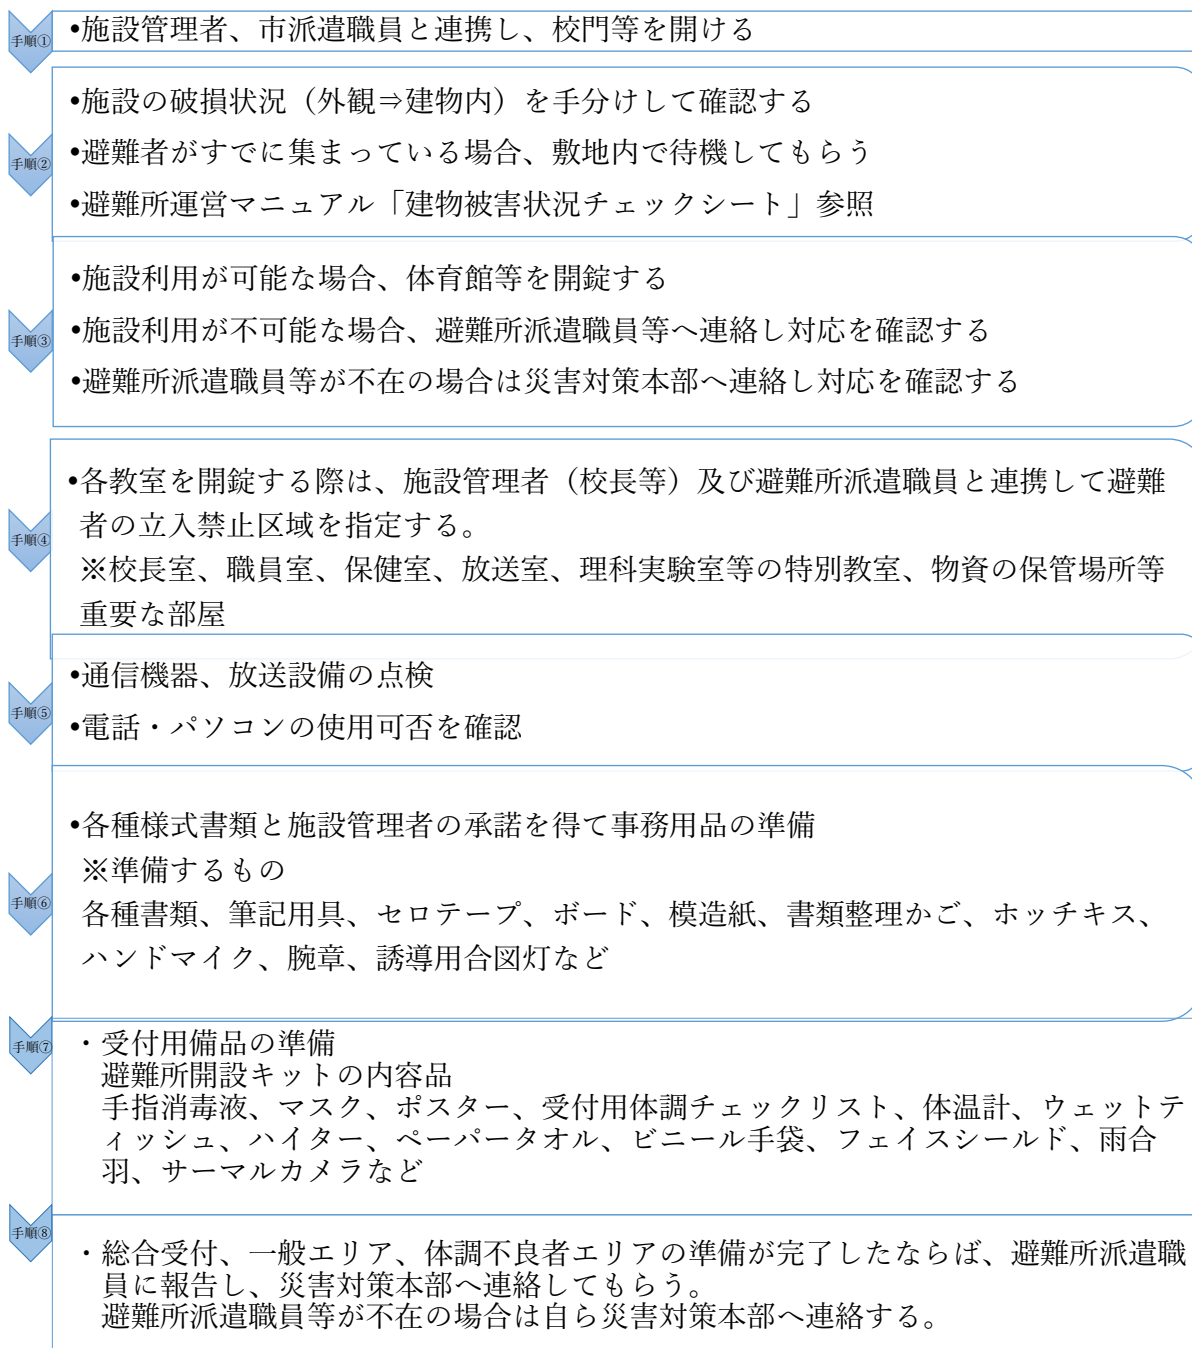 手順①
•施設管理者、市派遣職員と連携し、校門等を開ける
手順②
•施設の破損状況（外観⇒建物内）を手分けして確認する
•避難者がすでに集まっている場合、敷地内で待機してもらう
•避難所運営マニュアル「建物被害状況チェックシート」参照
手順③
•施設利用が可能な場合、体育館等を開錠する
•施設利用が不可能な場合、避難所派遣職員等へ連絡し対応を確認する
•避難所派遣職員等が不在の場合は災害対策本部へ連絡し対応を確認する
手順④
•各教室を開錠する際は、施設管理者（校長等）及び避難所派遣職員と連携して避難
者の立入禁止区域を指定する。
※校長室、職員室、保健室、放送室、理科実験室等の特別教室、物資の保管場所等
重要な部屋
手順⑤
•通信機器、放送設備の点検
•電話・パソコンの使用可否を確認
手順⑥
•各種様式書類と施設管理者の承諾を得て事務用品の準備
※準備するもの
各種書類、筆記用具、セロテープ、ボード、模造紙、書類整理かご、ホッチキス、
ハンドマイク、腕章、誘導用合図灯など
手順⑦
・受付用備品の準備
避難所開設キットの内容品
手指消毒液、マスク、ポスター、受付用体調チェックリスト、体温計、ウェットテ
ィッシュ、ハイター、ペーパータオル、ビニール手袋、フェイスシールド、雨合
羽、サーマルカメラなど
手順⑧
・総合受付、一般エリア、体調不良者エリアの準備が完了したならば、避難所派遣職
員に報告し、災害対策本部へ連絡してもらう。
避難所派遣職員等が不在の場合は自ら災害対策本部へ連絡する。